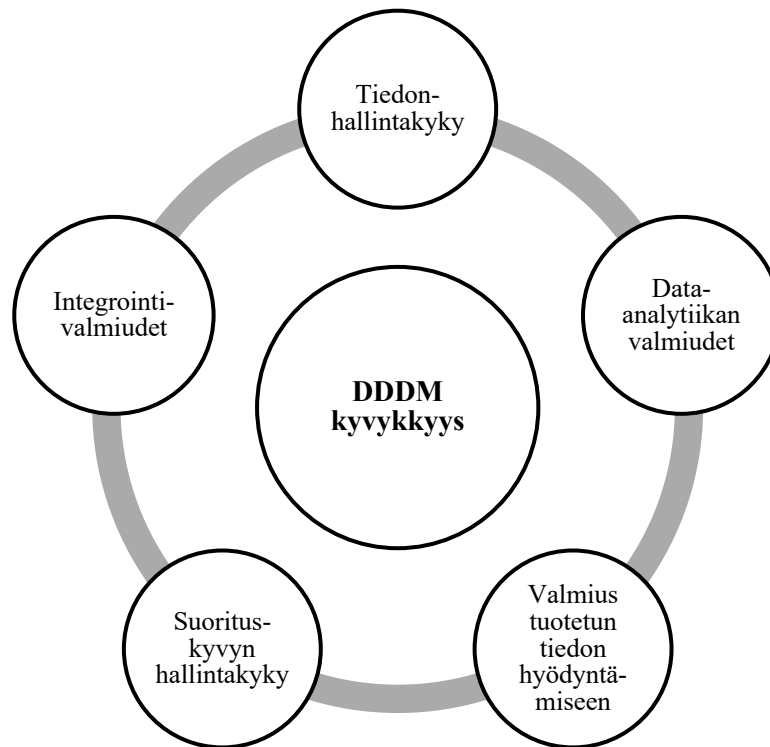 Tiedon-
hallintakyky
Integrointi-
valmiudet
Data-
analytiikan
valmiudet
DDDM
kyvykkyys
Suoritus-
kyvyn
hallintakyky
Valmius
tuotetun
tiedon
hyödyntä-
miseen